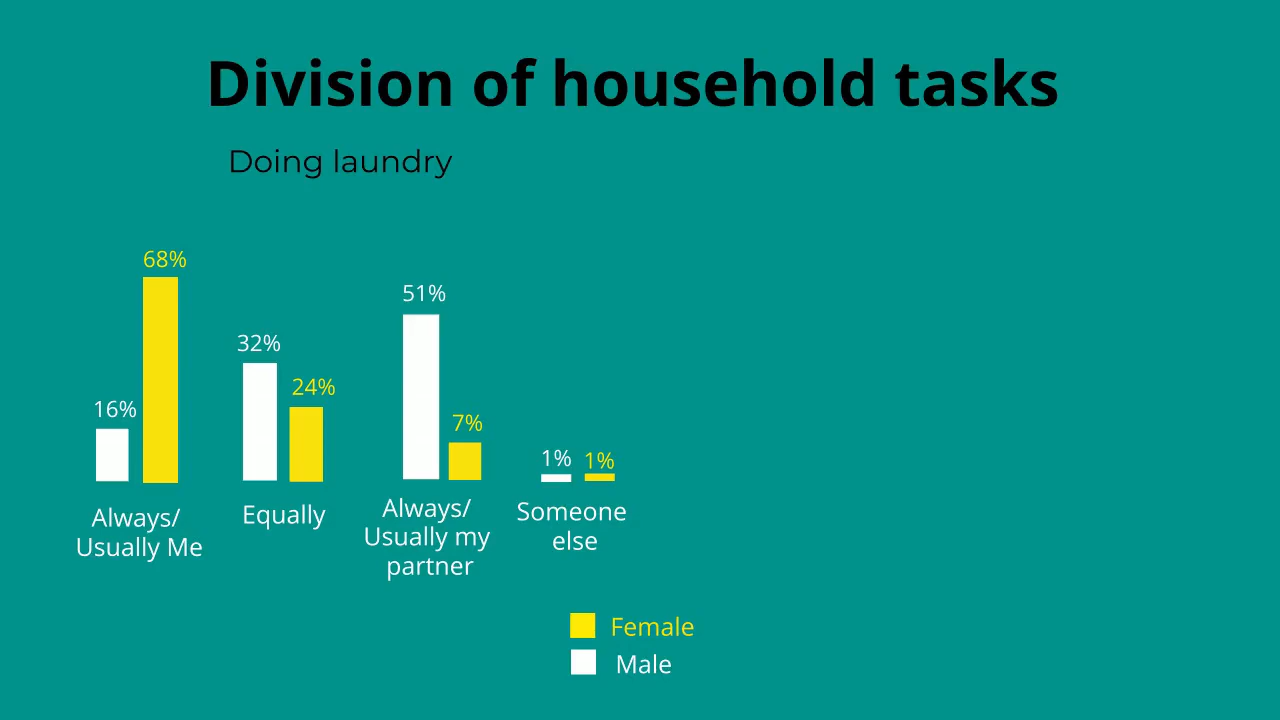 Division of household tasks
Doing laundry
68%
51%
32%
24%
16%
7%
1%
1%
Always/
Usually Me
Equally
Always/
Usually my
partner
Someone
else
Female
Male